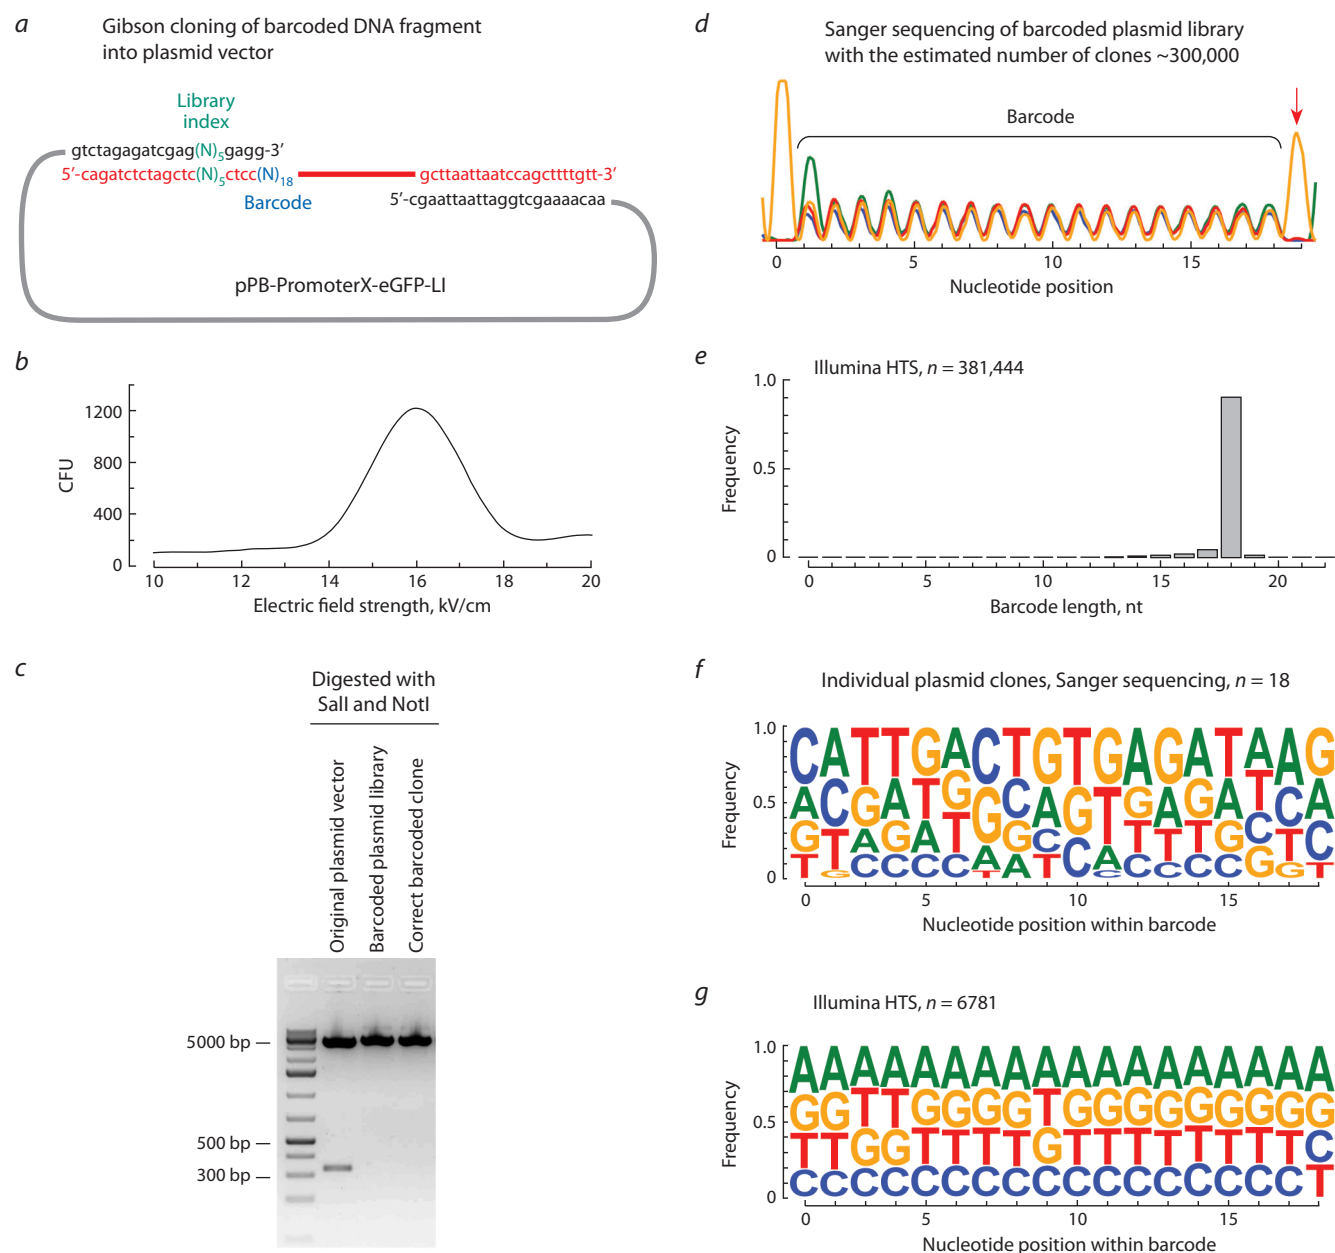 a
Gibson cloning of barcoded DNA fragment
into plasmid vector
Library
index
gtctagagatcgag(N)5gagg-3’
5’-cagatctctagctc(N)5ctcc(N)18
gcttaattaatccagcttttgtt-3’
Barcode
5’-cgaattaattaggtcgaaaacaa
pPB-PromoterX-eGFP-LI
b
CFU
1200
800
400
0
10 12 14 16 18 20
Electric field strength, kV/cm
c
Digested with
SalI and NotI
Original plasmid vector
Barcoded plasmid library
Correct barcoded clone
5000 bp
500 bp
300 bp
d
Sanger sequencing of barcoded plasmid library
with the estimated number of clones ~300,000
Barcode
0 5 10 15
Nucleotide position
e
Illumina HTS, n = 381,444
Frequency
1.0
0.5
0
0 5 10 15 20
Barcode length, nt
f
Individual plasmid clones, Sanger sequencing, n = 18
Frequency
1.0
0.5
0
CATTGACTGTGAGATAAG
0 5 10 15
Nucleotide position within barcode
g
Illumina HTS, n = 6781
Frequency
1.0
0.5
0
AAAAAAAAAAAAAAAAAA
GGTTGGGGTGGGGGGGGG
TTGGTTTTGTTTTTTTTC
CCCCCCCCCCCCCCCCCT
0 5 10 15
Nucleotide position within barcode